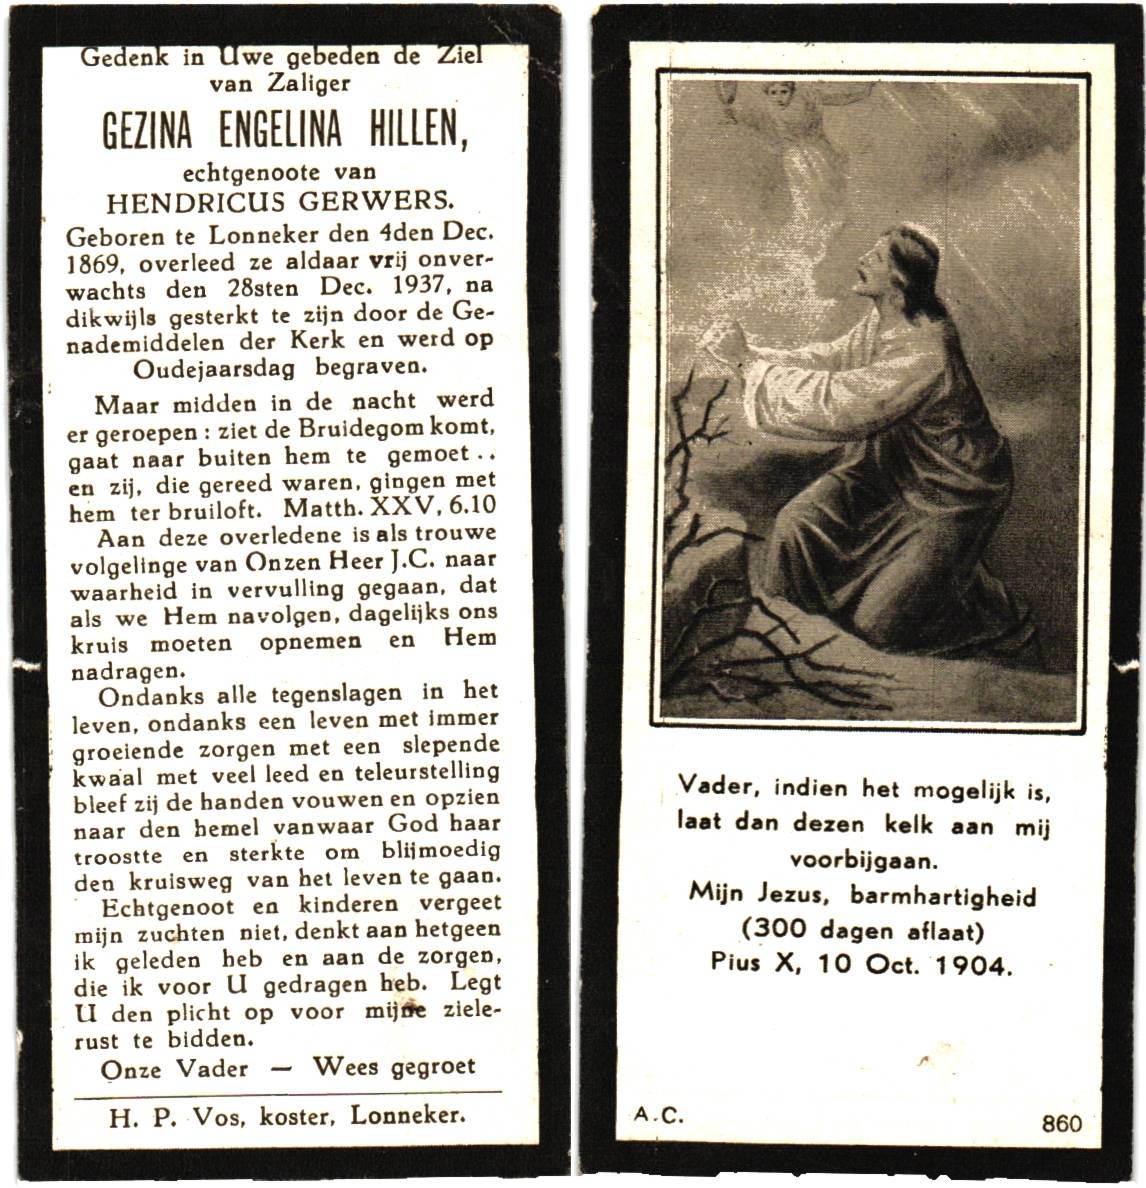 Gedenk in Uwe gebeden de Ziel
van Zaliger
GEZINA ENGELINA HILLEN,
echtgenoote van
HENDRICUS GERWERS.
Geboren te Lonneker den 4den Dec.
1869, overleed ze aldaar vrij onver-
wachts den 28sten Dec. 1937, na
dikwijls gesterkt te zijn door de Ge-
nademiddelen der Kerk en werd op
Oudejaarsdag begraven.
Maar midden in de nacht werd
er geroepen : ziet de Bruidegom komt,
gaat naar buiten hem te gemoet . .
en zij, die gereed waren, gingen met
hem ter bruiloft. Matth. XXV, 6.10
Aan deze overledene is als trouwe
volgelinge van Onzen Heer J.C. naar
waarheid in vervulling gegaan, dat
als we Hem navolgen, dagelijks ons
kruis moeten opnemen en Hem
nadragen.
Ondanks alle tegenslagen in het
leven, ondanks een leven met immer
groeiende zorgen met een slepende
kwaal met veel leed en teleurstelling
bleef zij de handen vouwen en opzien
naar den hemel vanwaar God haar
troostte en sterkte om blijmoedig
den kruisweg van het leven te gaan.
Echtgenoot en kinderen vergeet
mijn zuchten niet, denkt aan hetgeen
ik geleden heb en aan de zorgen,
die ik voor U gedragen heb. Legt
U den plicht op voor mijne ziele-
rust te bidden.
Onze Vader — Wees gegroet
H. P. Vos, koster, Lonneker.
Vader, indien het mogelijk is,
laat dan dezen kelk aan mij
voorbijgaan.
Mijn Jezus, barmhartigheid
(300 dagen aflaat)
Pius X, 10 Oct. 1904.
A.C.
860